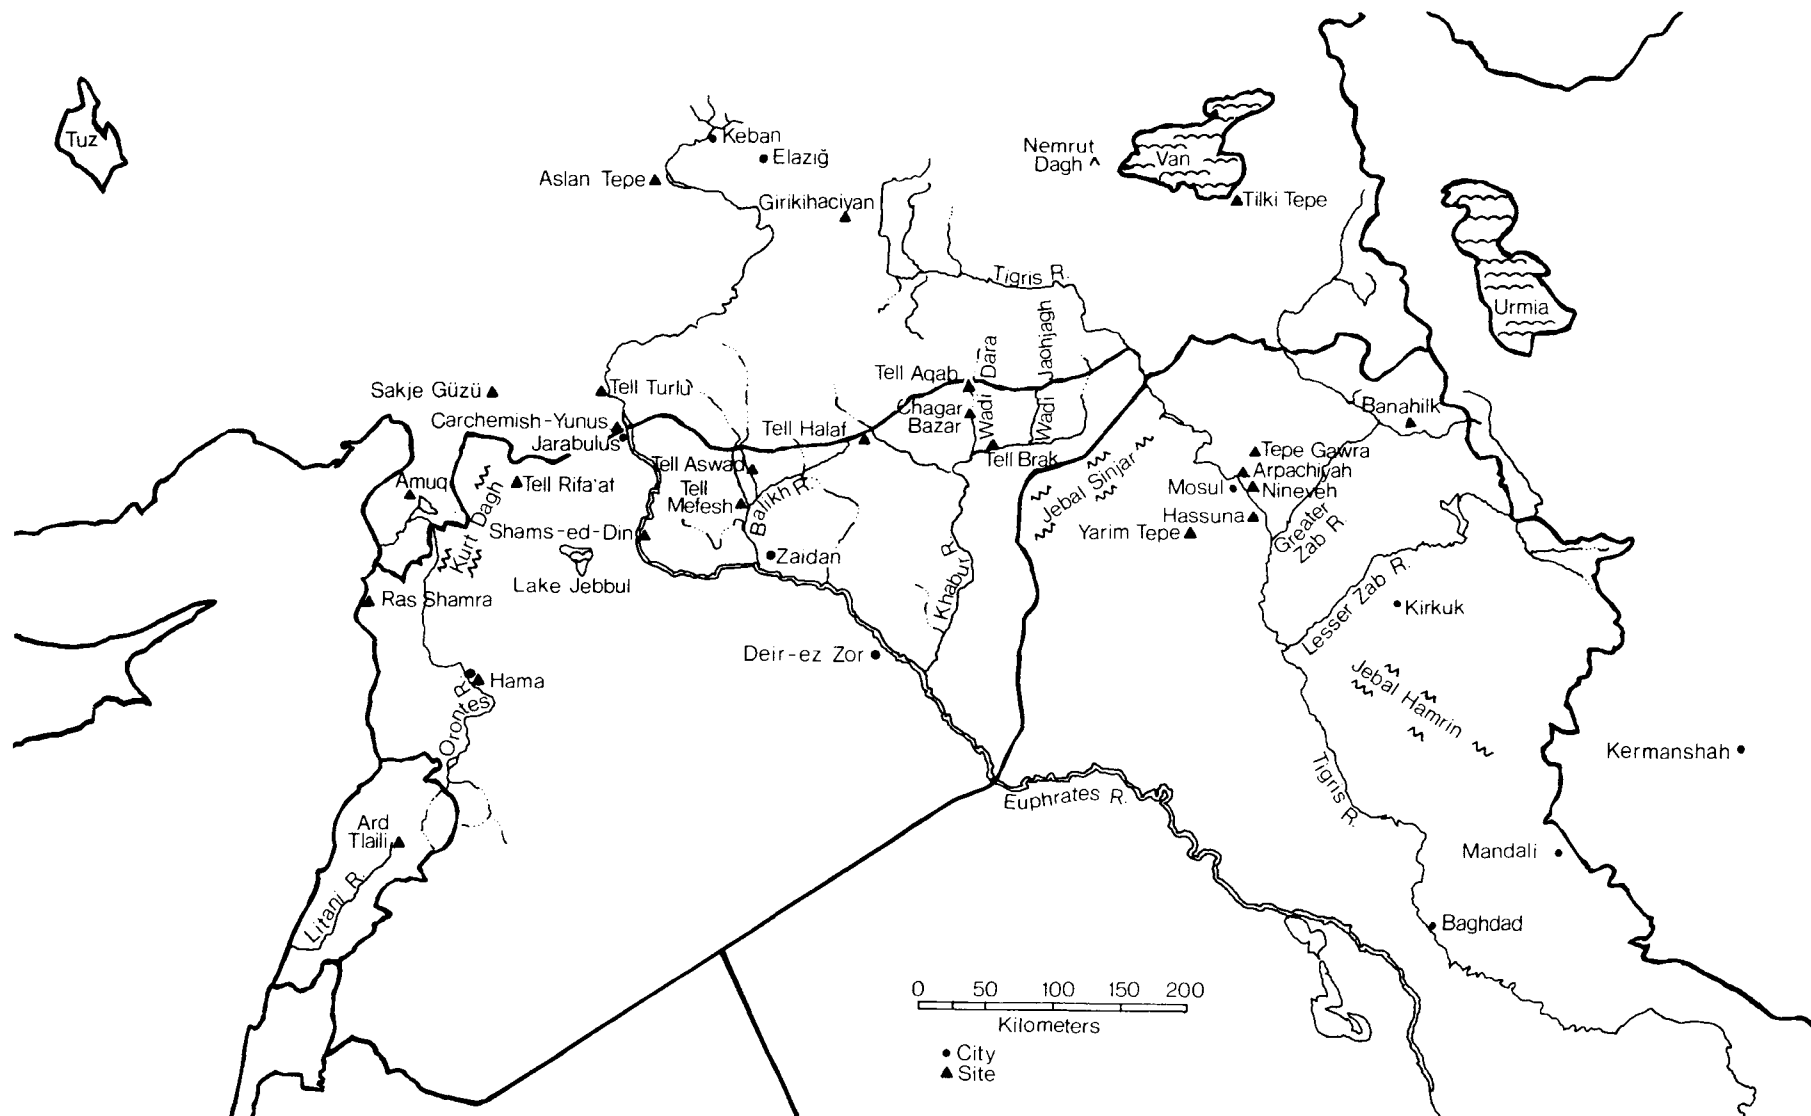 Tuz
Keban
Elazığ
Aslan Tepe
Girikihaciyan
Nemrut
Dagh
Van
Tilki Tepe
Urmia
Tigris R.
Sakje Güzü
Tell Turlu
Carchemish-Yunus
Jarabulus
Tell Halaf
Tell Aqab
Chagar
Bazar
Wadi Dara
Wadi Jaohjagh
Tell Brak
Banahilk
Amuq
Kurt Dagh
Tell Rifa'at
Tell Aswad
Tell
Mefesh
Balikh R.
Jebal Sinjar
Tepe Gawra
Arpachiyah
Mosul
Nineveh
Hassuna
Yarim Tepe
Greater
Zab R.
Shams-ed-Din
Lake Jebbul
Zaidan
Khabur R.
Lesser Zab R.
Kirkuk
Ras Shamra
Deir-ez Zor
Hama
Orontes R.
Jebal Hamrin
Kermanshah
Euphrates R.
Tigris R.
Ard
Tlaili
Litani R.
Mandali
Baghdad
0 50 100 150 200
Kilometers
City
Site